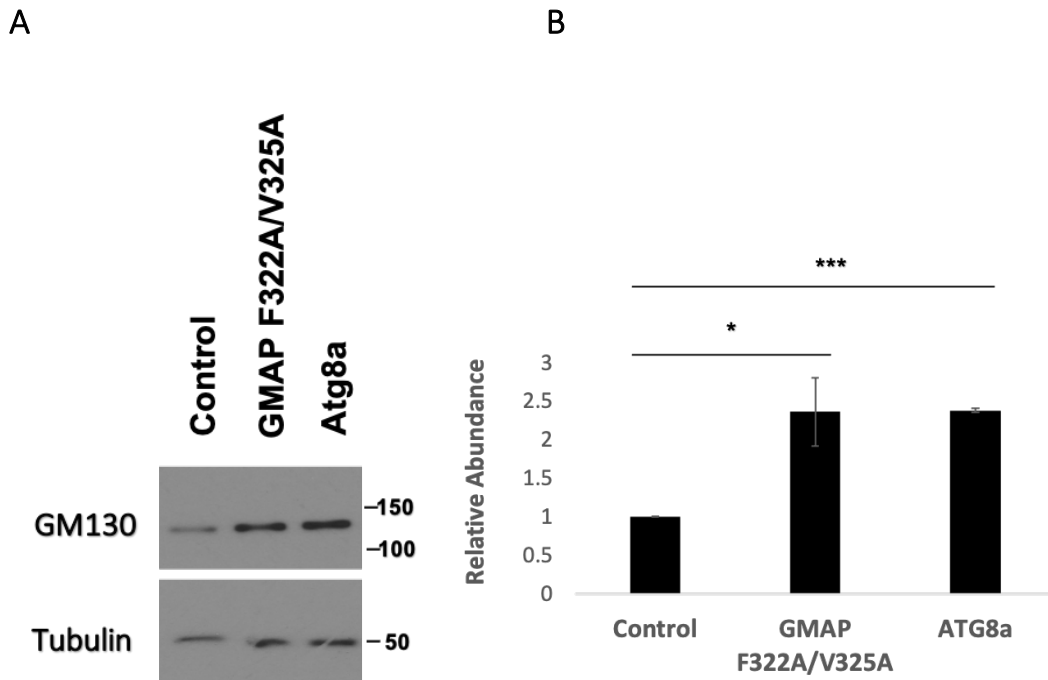 A
B
Control
GMAP F322A/V325A
Atg8a
GM130
–150
–100
Tubulin
– 50
***
*
Relative Abundance
3
2.5
2
1.5
1
0.5
0
Control
GMAP
F322A/V325A
ATG8a